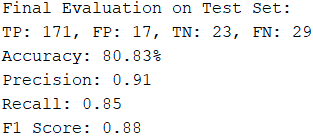 Final Evaluation on Test Set:
TP: 171, FP: 17, TN: 23, FN: 29
Accuracy: 80.83%
Precision: 0.91
Recall: 0.85
F1 Score: 0.88